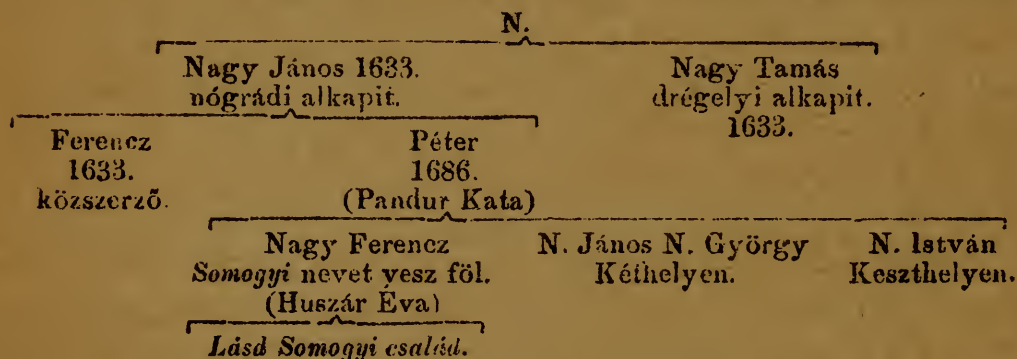 N.
Nagy János 1633. Nagy Tamás
nógrádi alkapit. drégelyi alkapit.
1633.
Ferencz Péter
1633. 1686.
közszerző. (Pandur Kata)
Nagy Ferencz N. János N. György N. István
Somogyi nevet vesz föl. Kéthelyen. Keszthelyen.
(Huszár Éva)
Lásd Somogyi család.